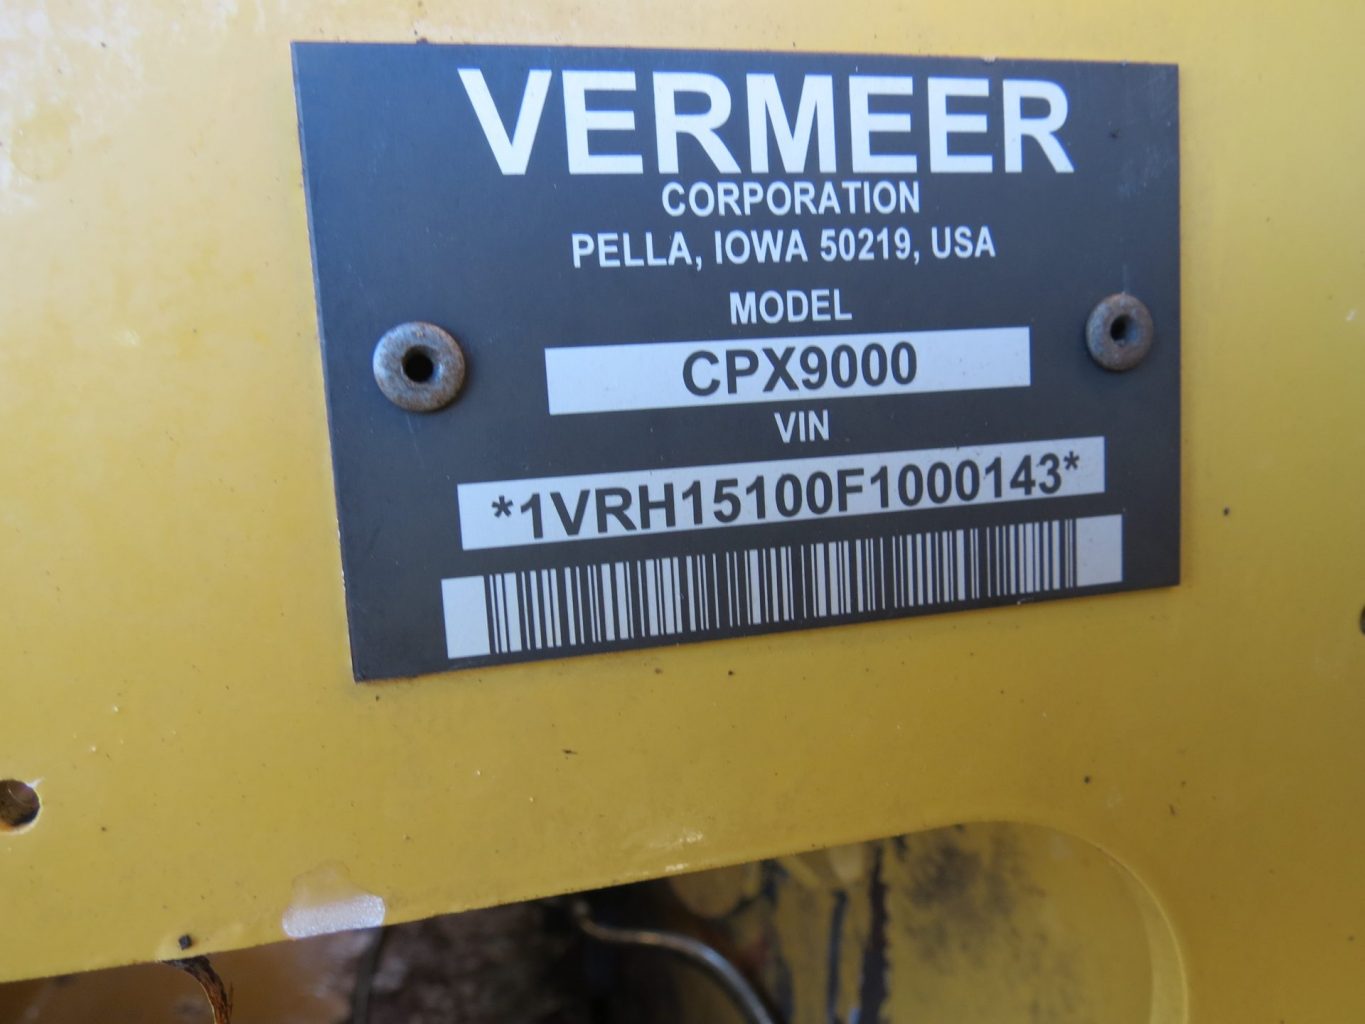 VERMEER
CORPORATION
PELLA, IOWA 50219, USA
MODEL
CPX9000
VIN
*1VRH15100F1000143*